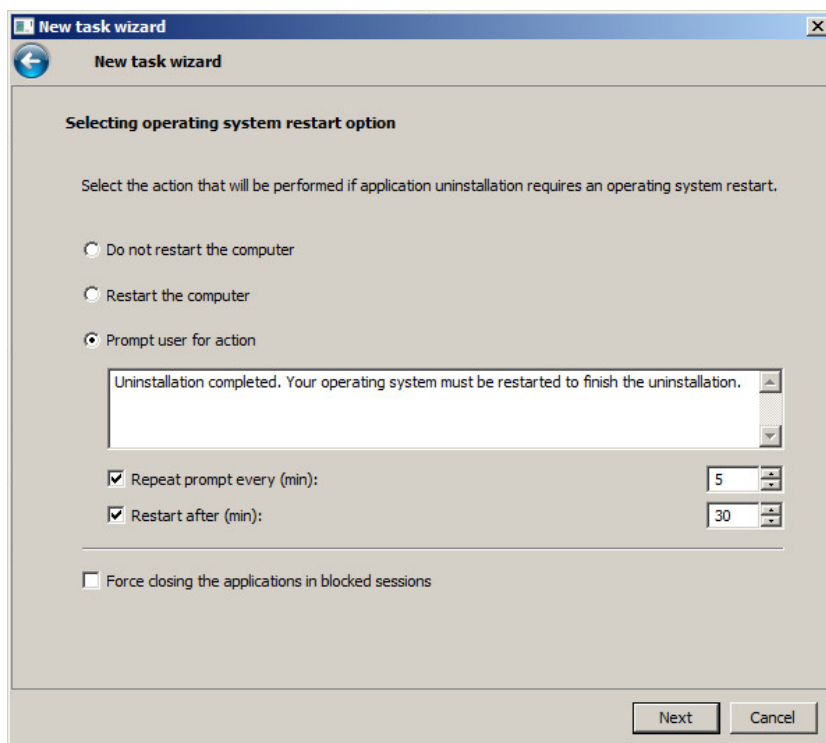 New task wizard
New task wizard
Selecting operating system restart option
Select the action that will be performed if application uninstallation requires an operating system restart.
Do not restart the computer
Restart the computer
Prompt user for action
Uninstallation completed. Your operating system must be restarted to finish the uninstallation.
Repeat prompt every (min): 5
Restart after (min): 30
Force closing the applications in blocked sessions
Next Cancel